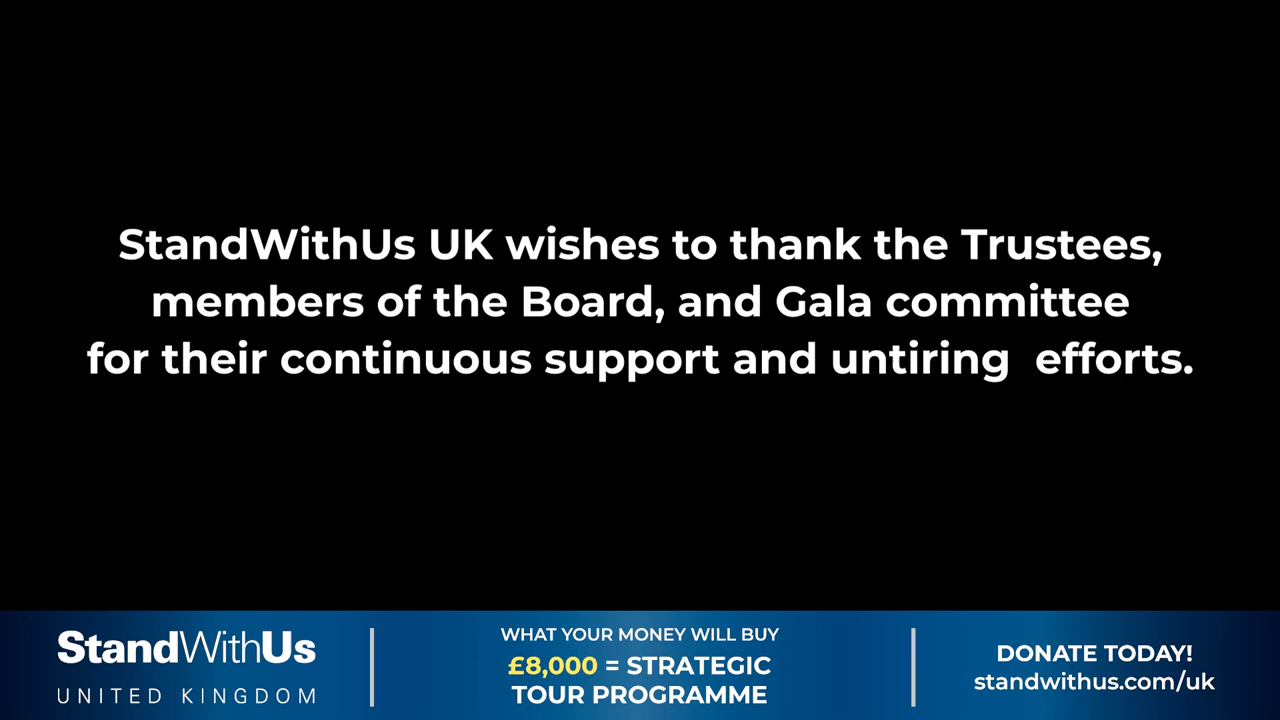 StandWithUs UK wishes to thank the Trustees,
members of the Board, and Gala committee
for their continuous support and untiring  efforts.
StandWithUs
UNITED KINGDOM
WHAT YOUR MONEY WILL BUY
£8,000 = STRATEGIC
TOUR PROGRAMME
DONATE TODAY!
standwithus.com/uk